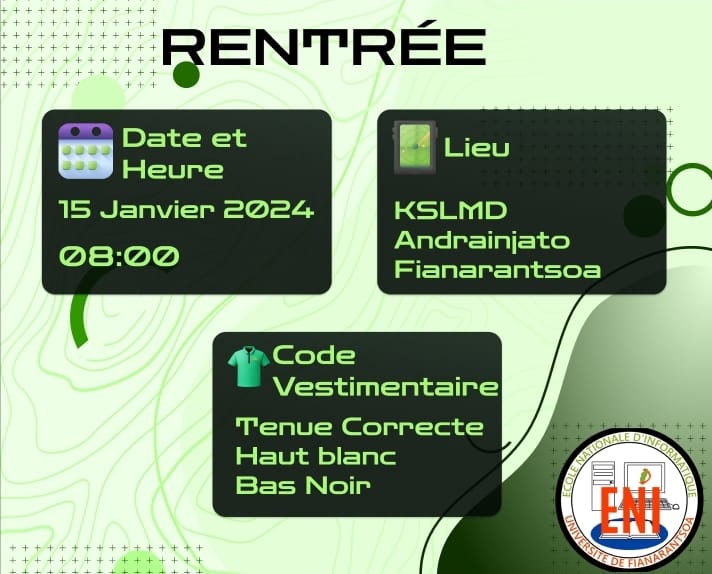 RENTRÉE
Date et
Heure
15 Janvier 2024
08:00
Lieu
KSLMD
Andrainjato
Fianarantsoa
Code
Vestimentaire
Tenue Correcte
Haut blanc
Bas Noir
ECOLE NATIONALE D'INFORMATIQUE
ENI
UNIVERSITE DE FIANARANTSOA